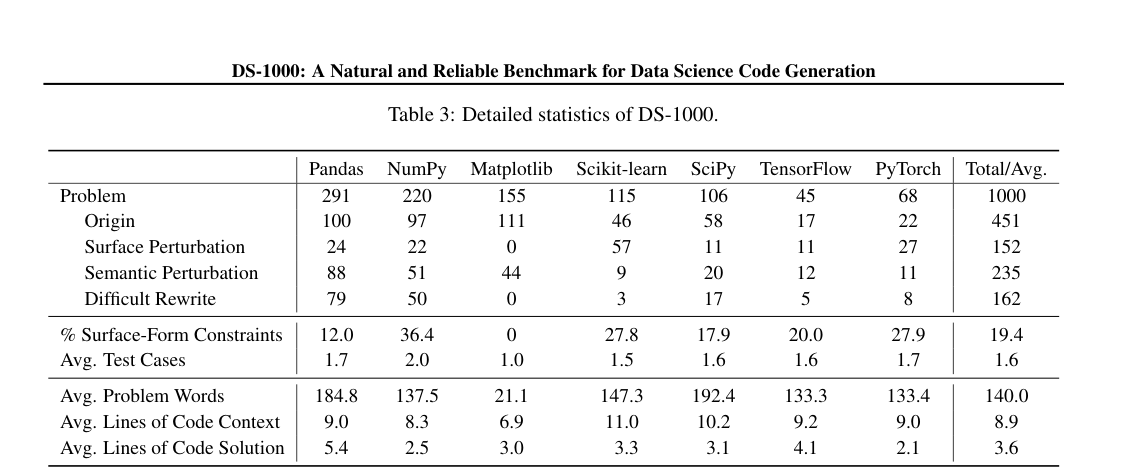 DS-1000: A Natural and Reliable Benchmark for Data Science Code Generation
Table 3: Detailed statistics of DS-1000.
Pandas NumPy Matplotlib Scikit-learn SciPy TensorFlow PyTorch Total/Avg.
Problem 291 220 155 115 106 45 68 1000
Origin 100 97 111 46 58 17 22 451
Surface Perturbation 24 22 0 57 11 11 27 152
Semantic Perturbation 88 51 44 9 20 12 11 235
Difficult Rewrite 79 50 0 3 17 5 8 162
% Surface-Form Constraints 12.0 36.4 0 27.8 17.9 20.0 27.9 19.4
Avg. Test Cases 1.7 2.0 1.0 1.5 1.6 1.6 1.7 1.6
Avg. Problem Words 184.8 137.5 21.1 147.3 192.4 133.3 133.4 140.0
Avg. Lines of Code Context 9.0 8.3 6.9 11.0 10.2 9.2 9.0 8.9
Avg. Lines of Code Solution 5.4 2.5 3.0 3.3 3.1 4.1 2.1 3.6